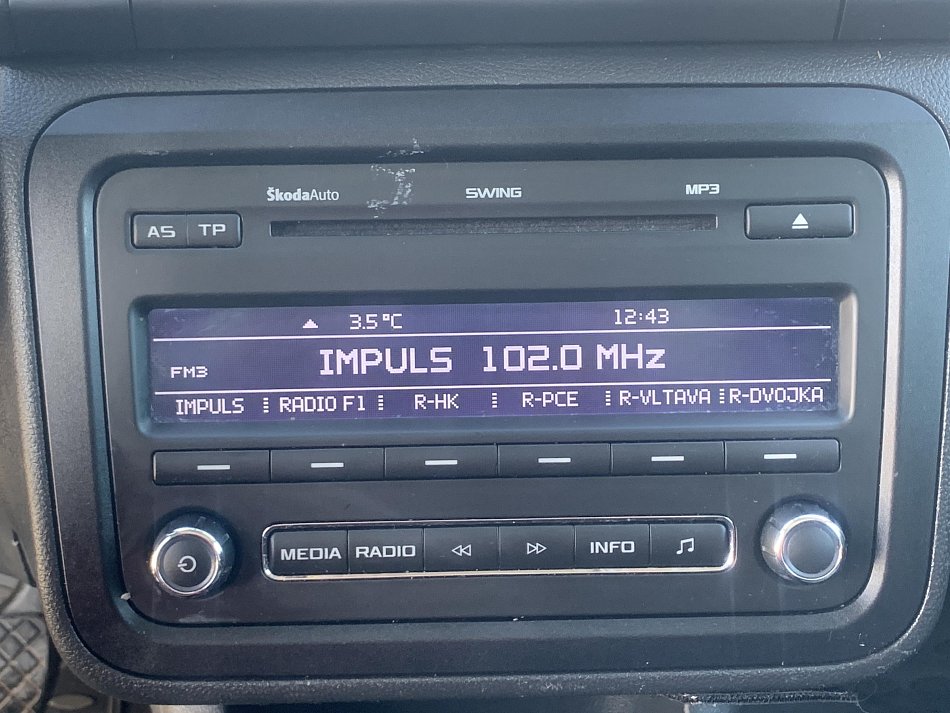 ŠkodaAuto SWING MP3
AS TP
3.5°C 12:43
FM3 IMPULS 102.0 MHz
IMPULS RADIO F1 R-HK R-PCE R-VLTAVA R-DVOJKA
MEDIA RADIO INFO